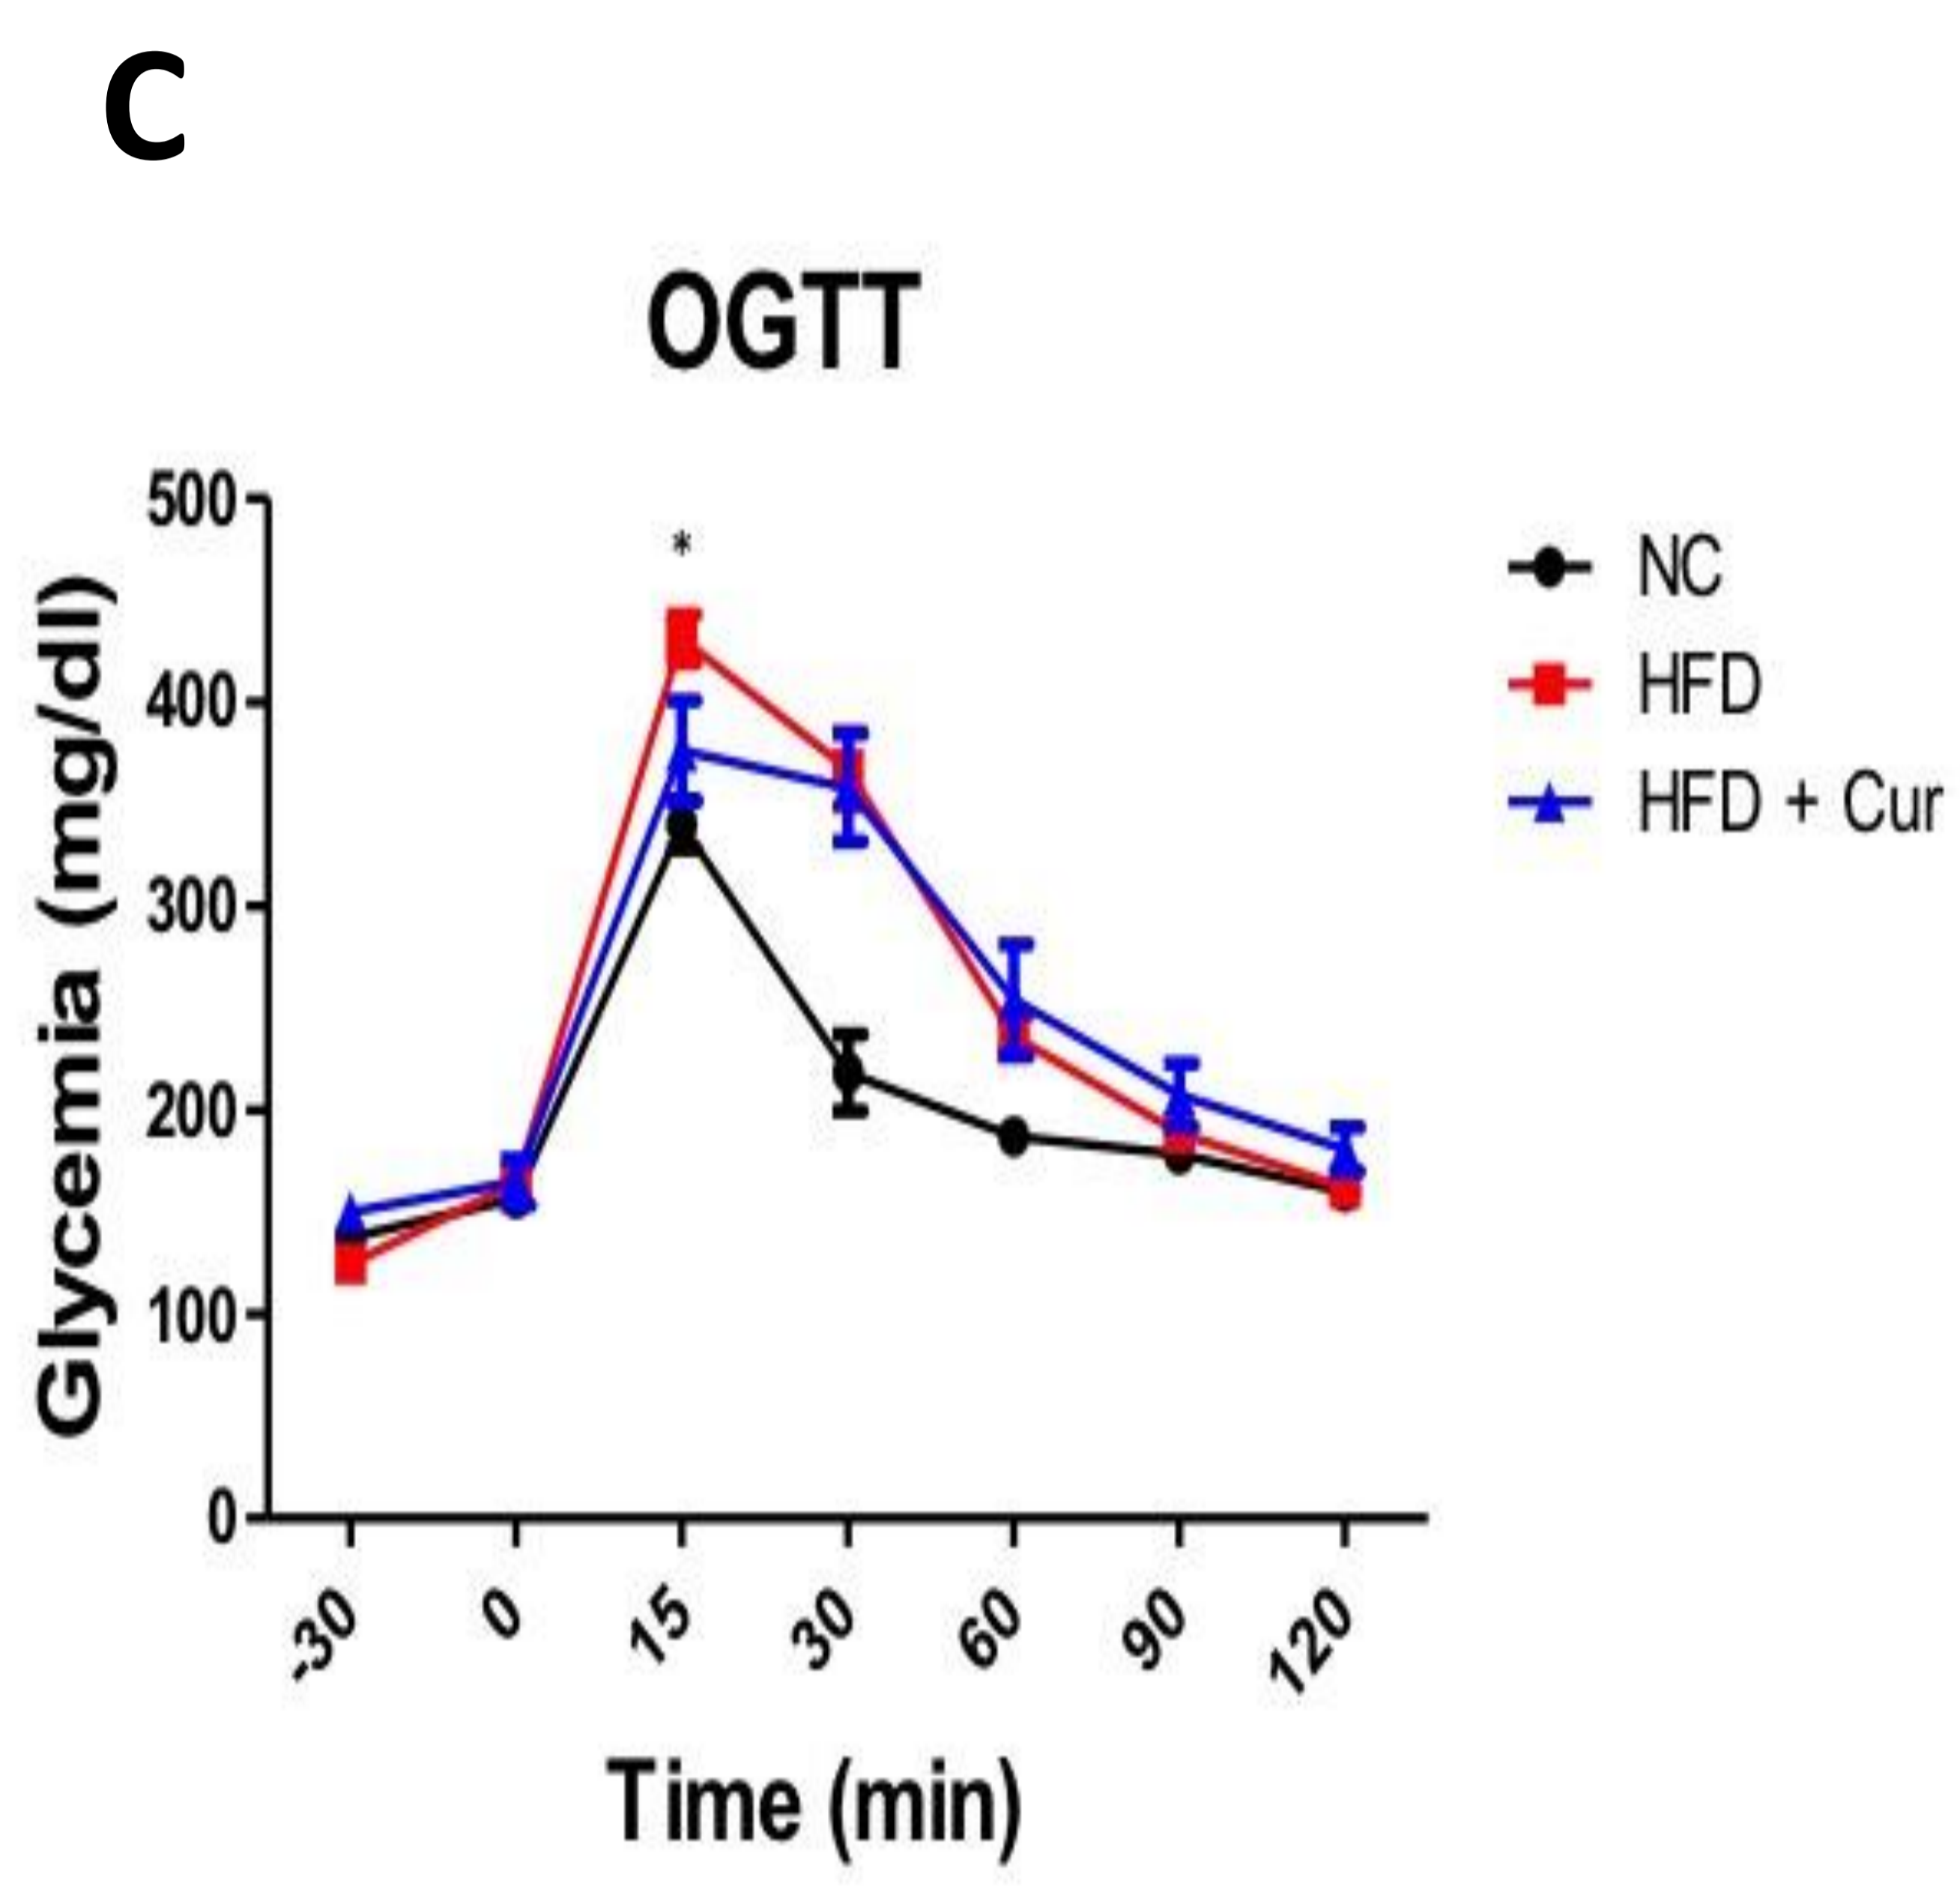 C
OGTT
Glycemia (mg/dl)
500
400
300
200
100
0
*
-30 0 15 30 60 90 120
Time (min)
NC
HFD
HFD + Cur